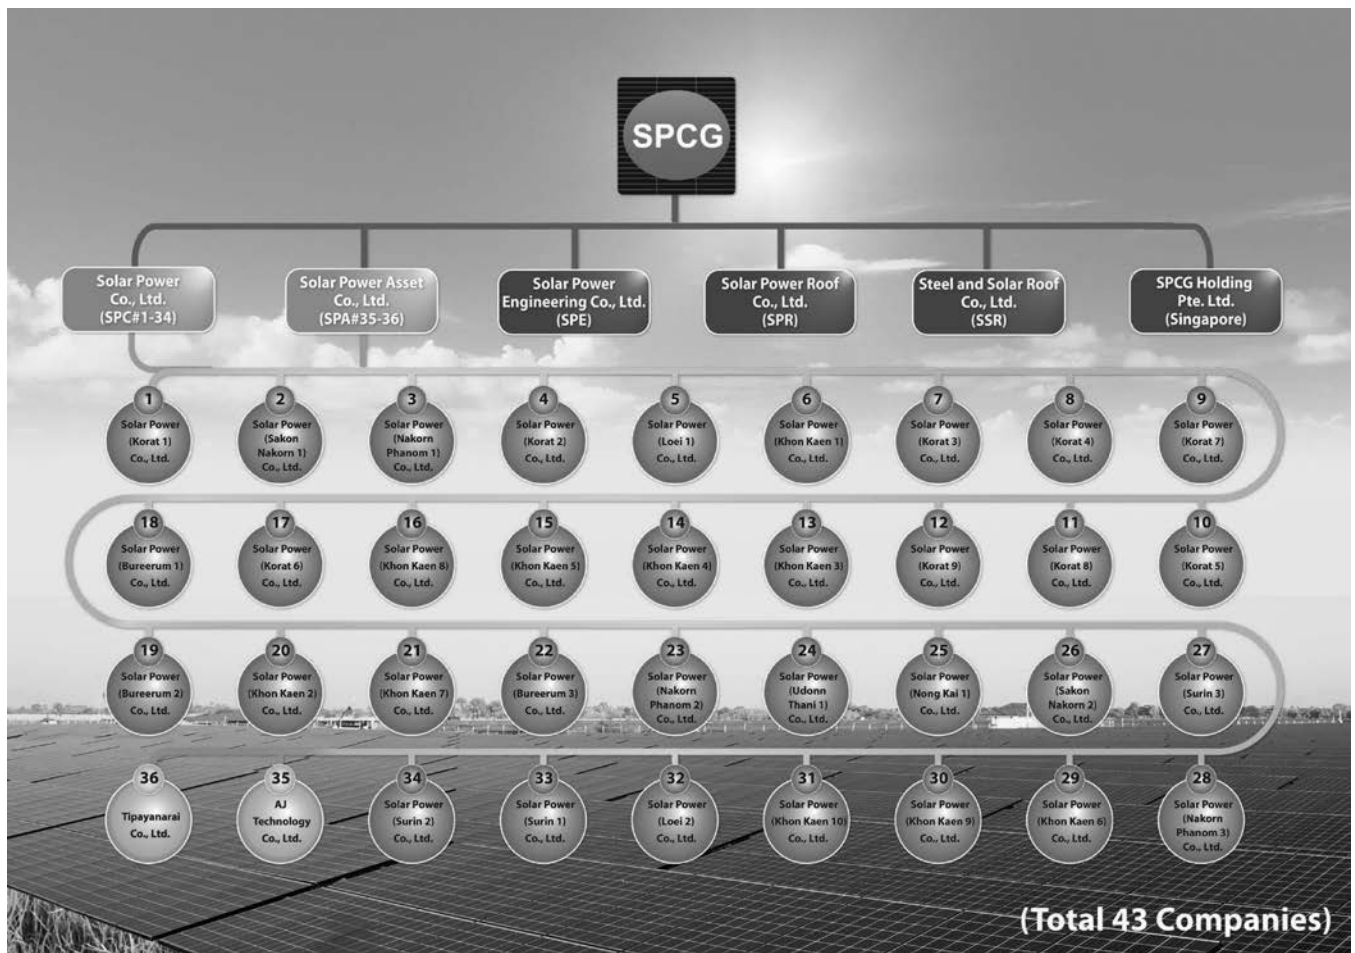 SPCG
Solar Power
Co., Ltd.
(SPC#1-34)
Solar Power Asset
Co., Ltd.
(SPA#35-36)
Solar Power
Engineering Co., Ltd.
(SPE)
Solar Power Roof
Co., Ltd.
(SPR)
Steel and Solar Roof
Co., Ltd.
(SSR)
SPCG Holding
Pte. Ltd.
(Singapore)
1
Solar Power
(Korat 1)
Co., Ltd.
2
Solar Power
(Sakon
Nakorn 1)
Co., Ltd.
3
Solar Power
(Nakorn
Phanom 1)
Co., Ltd.
4
Solar Power
(Korat 2)
Co., Ltd.
5
Solar Power
(Loei 1)
Co., Ltd.
6
Solar Power
(Khon Kaen 1)
Co., Ltd.
7
Solar Power
(Korat 3)
Co., Ltd.
8
Solar Power
(Korat 4)
Co., Ltd.
9
Solar Power
(Korat 7)
Co., Ltd.
18
Solar Power
(Bureerum 1)
Co., Ltd.
17
Solar Power
(Korat 6)
Co., Ltd.
16
Solar Power
(Khon Kaen 8)
Co., Ltd.
15
Solar Power
(Khon Kaen 5)
Co., Ltd.
14
Solar Power
(Khon Kaen 4)
Co., Ltd.
13
Solar Power
(Khon Kaen 3)
Co., Ltd.
12
Solar Power
(Korat 9)
Co., Ltd.
11
Solar Power
(Korat 8)
Co., Ltd.
10
Solar Power
(Korat 5)
Co., Ltd.
19
Solar Power
(Bureerum 2)
Co., Ltd.
20
Solar Power
(Khon Kaen 2)
Co., Ltd.
21
Solar Power
(Khon Kaen 7)
Co., Ltd.
22
Solar Power
(Bureerum 3)
Co., Ltd.
23
Solar Power
(Nakorn
Phanom 2)
Co., Ltd.
24
Solar Power
(Udonn
Thani 1)
Co., Ltd.
25
Solar Power
(Nong Kai 1)
Co., Ltd.
26
Solar Power
(Sakon
Nakorn 2)
Co., Ltd.
27
Solar Power
(Surin 3)
Co., Ltd.
36
Tipayanarai
Co., Ltd.
35
AJ
Technology
Co., Ltd.
34
Solar Power
(Surin 2)
Co., Ltd.
33
Solar Power
(Surin 1)
Co., Ltd.
32
Solar Power
(Loei 2)
Co., Ltd.
31
Solar Power
(Khon Kaen 10)
Co., Ltd.
30
Solar Power
(Khon Kaen 9)
Co., Ltd.
29
Solar Power
(Khon Kaen 6)
Co., Ltd.
28
Solar Power
(Nakorn
Phanom 3)
Co., Ltd.
(Total 43 Companies)